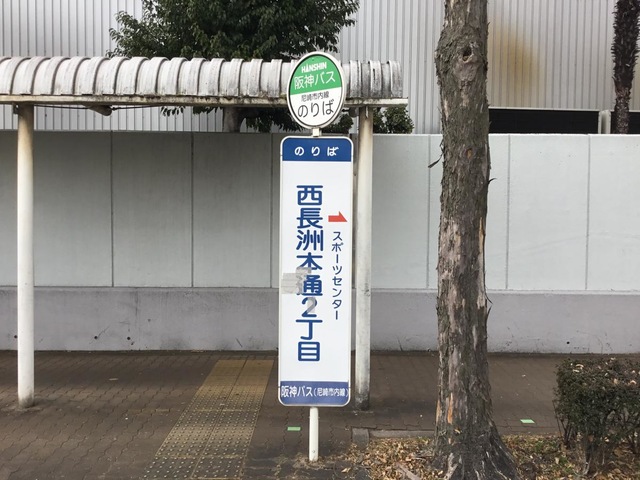 HANSHIN
阪神バス
尼崎市内線
のりば
のりば
西長洲本通2丁目
スポーツセンター
阪神バス(尼崎市内線)